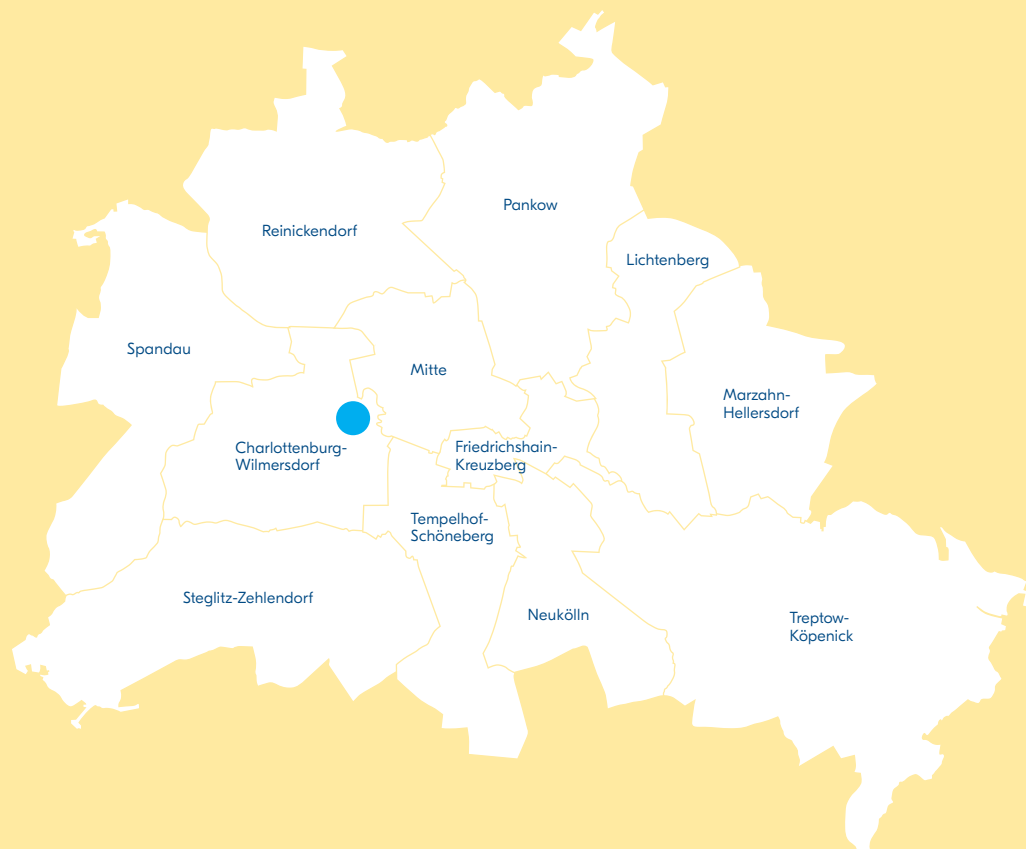 Pankow
Reinickendorf
Lichtenberg
Spandau
Mitte
Marzahn-
Hellersdorf
Charlottenburg-
Wilmersdorf
Friedrichshain-
Kreuzberg
Tempelhof-
Schöneberg
Steglitz-Zehlendorf
Neukölln
Treptow-
Köpenick